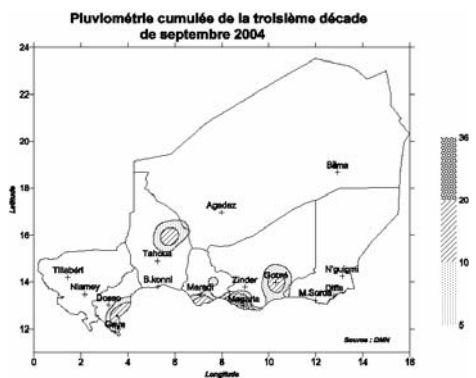 Pluviométrie cumulée de la troisième décade
de septembre 2004
24
22
20
18
16
14
12
0 2 4 6 8 10 12 14 16 18
Latitude
Longitude
Bilma
Agadez
Tahoua
Tillabéri
Niamey
B.konni
Dosso
Gaya
Maradi
Zinder
Magaria
Goure
N'guigmi
M.Soroa
Diffa
Source : DMN
36
20
10
5